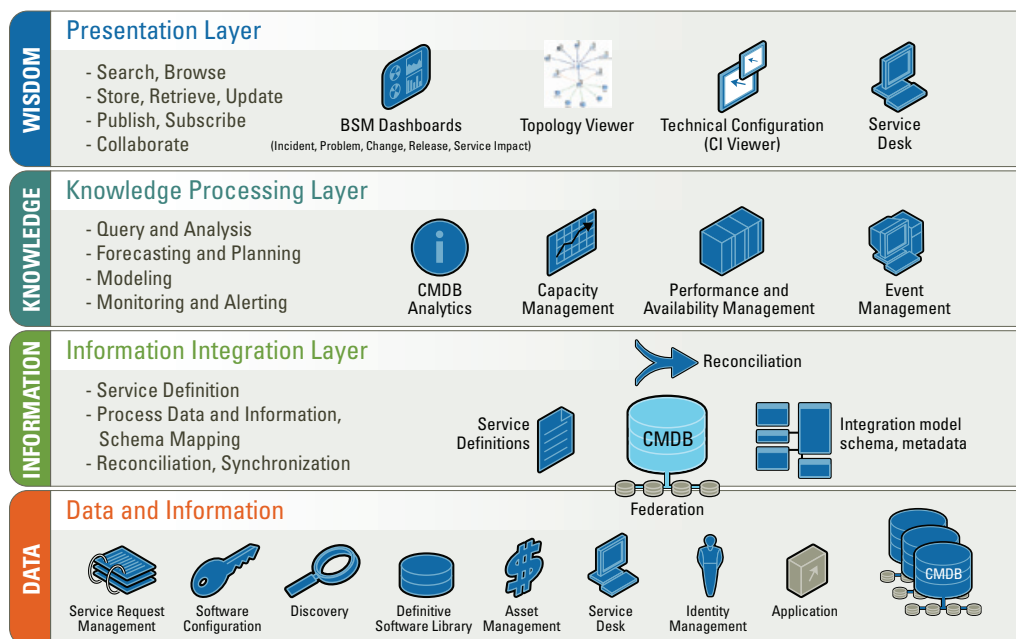 WISDOM
Presentation Layer
- Search, Browse
- Store, Retrieve, Update
- Publish, Subscribe
- Collaborate
BSM Dashboards
(Incident, Problem, Change, Release, Service Impact)
Topology Viewer
Technical Configuration
(CI Viewer)
Service
Desk
KNOWLEDGE
Knowledge Processing Layer
- Query and Analysis
- Forecasting and Planning
- Modeling
- Monitoring and Alerting
CMDB
Analytics
Capacity
Management
Performance and
Availability Management
Event
Management
INFORMATION
Information Integration Layer
- Service Definition
- Process Data and Information,
Schema Mapping
- Reconciliation, Synchronization
Reconciliation
Service
Definitions
CMDB
Integration model
schema, metadata
Federation
DATA
Data and Information
Service Request
Management
Software
Configuration
Discovery
Definitive
Software Library
Asset
Management
Service
Desk
Identity
Management
Application
CMDB